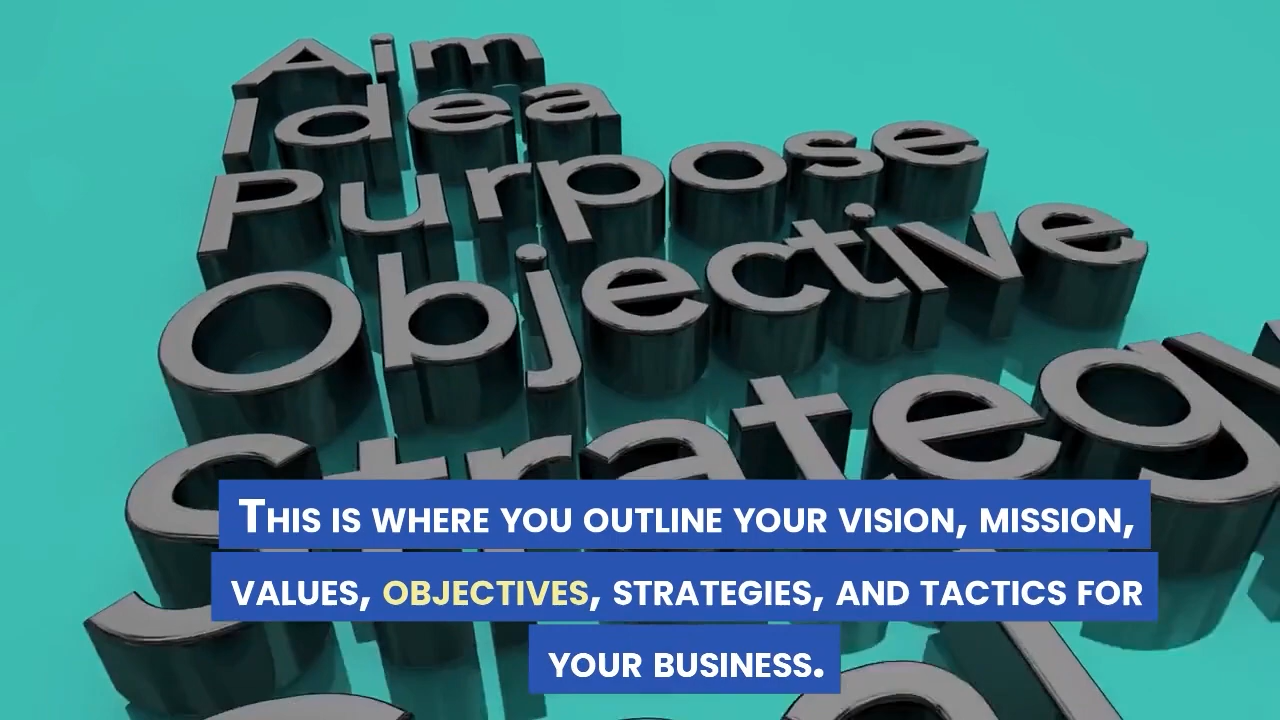 Aim
Idea
Purpose
Objective
Strategy
This is where you outline your vision, mission,
values, objectives, strategies, and tactics for
your business.